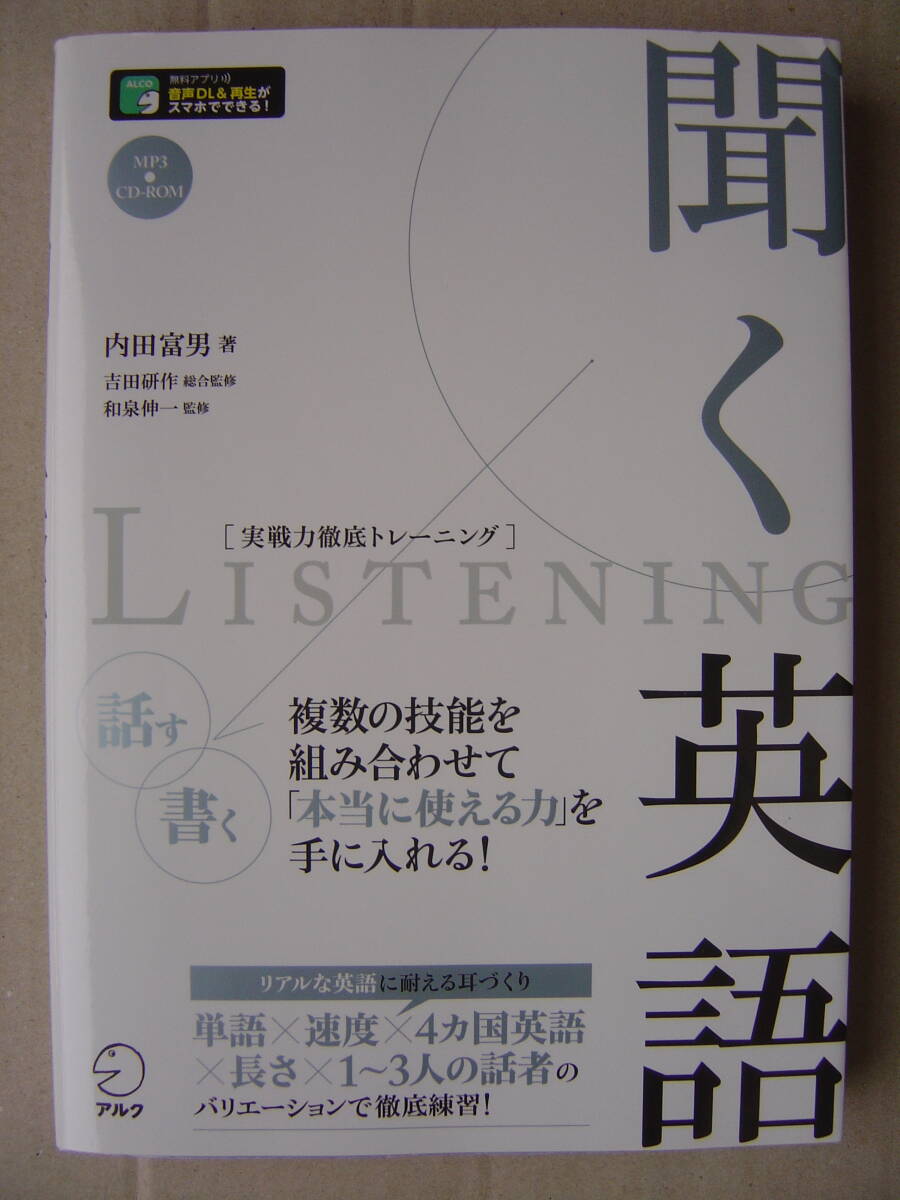 ALCO
無料アプリ
音声DL&再生が
スマホでできる!
MP3
CD-ROM
聞く英語
内田富男 著
吉田研作 総合監修
和泉伸一 監修
[実戦力徹底トレーニング]
LISTENING
話す
書く
複数の技能を
組み合わせて
「本当に使える力」を
手に入れる!
リアルな英語に耐える耳づくり
単語×速度×4カ国英語
×長さ×1~3人の話者の
バリエーションで徹底練習!
アルク